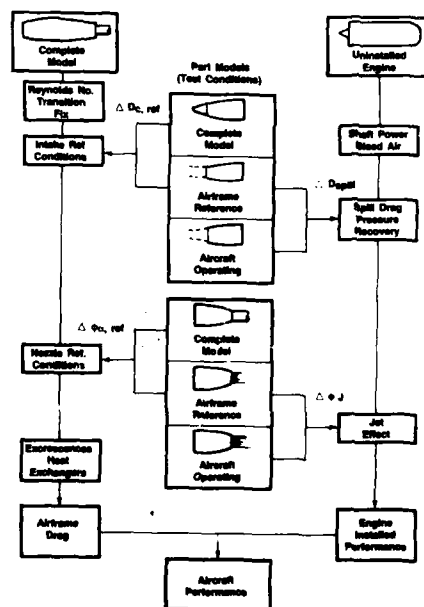 Complete
Model
Reynolds No.
Transition
Fix
Intake Ref
Conditions
Δ Dc, ref
Part Models
(Test Conditions)
Complete
Model
Airframe
Reference
Aircraft
Operating
Uninstalled
Engine
Shaft Power
Bleed Air
Dspill
Spill Drag
Pressure
Recovery
Δ φα, ref
Nozzle Ref.
Conditions
Complete
Model
Airframe
Reference
Aircraft
Operating
Δ φ J
Jet
Effect
Excrescences
Heat
Exchangers
Airframe
Drag
Engine
Installed
Performance
Aircraft
Performance